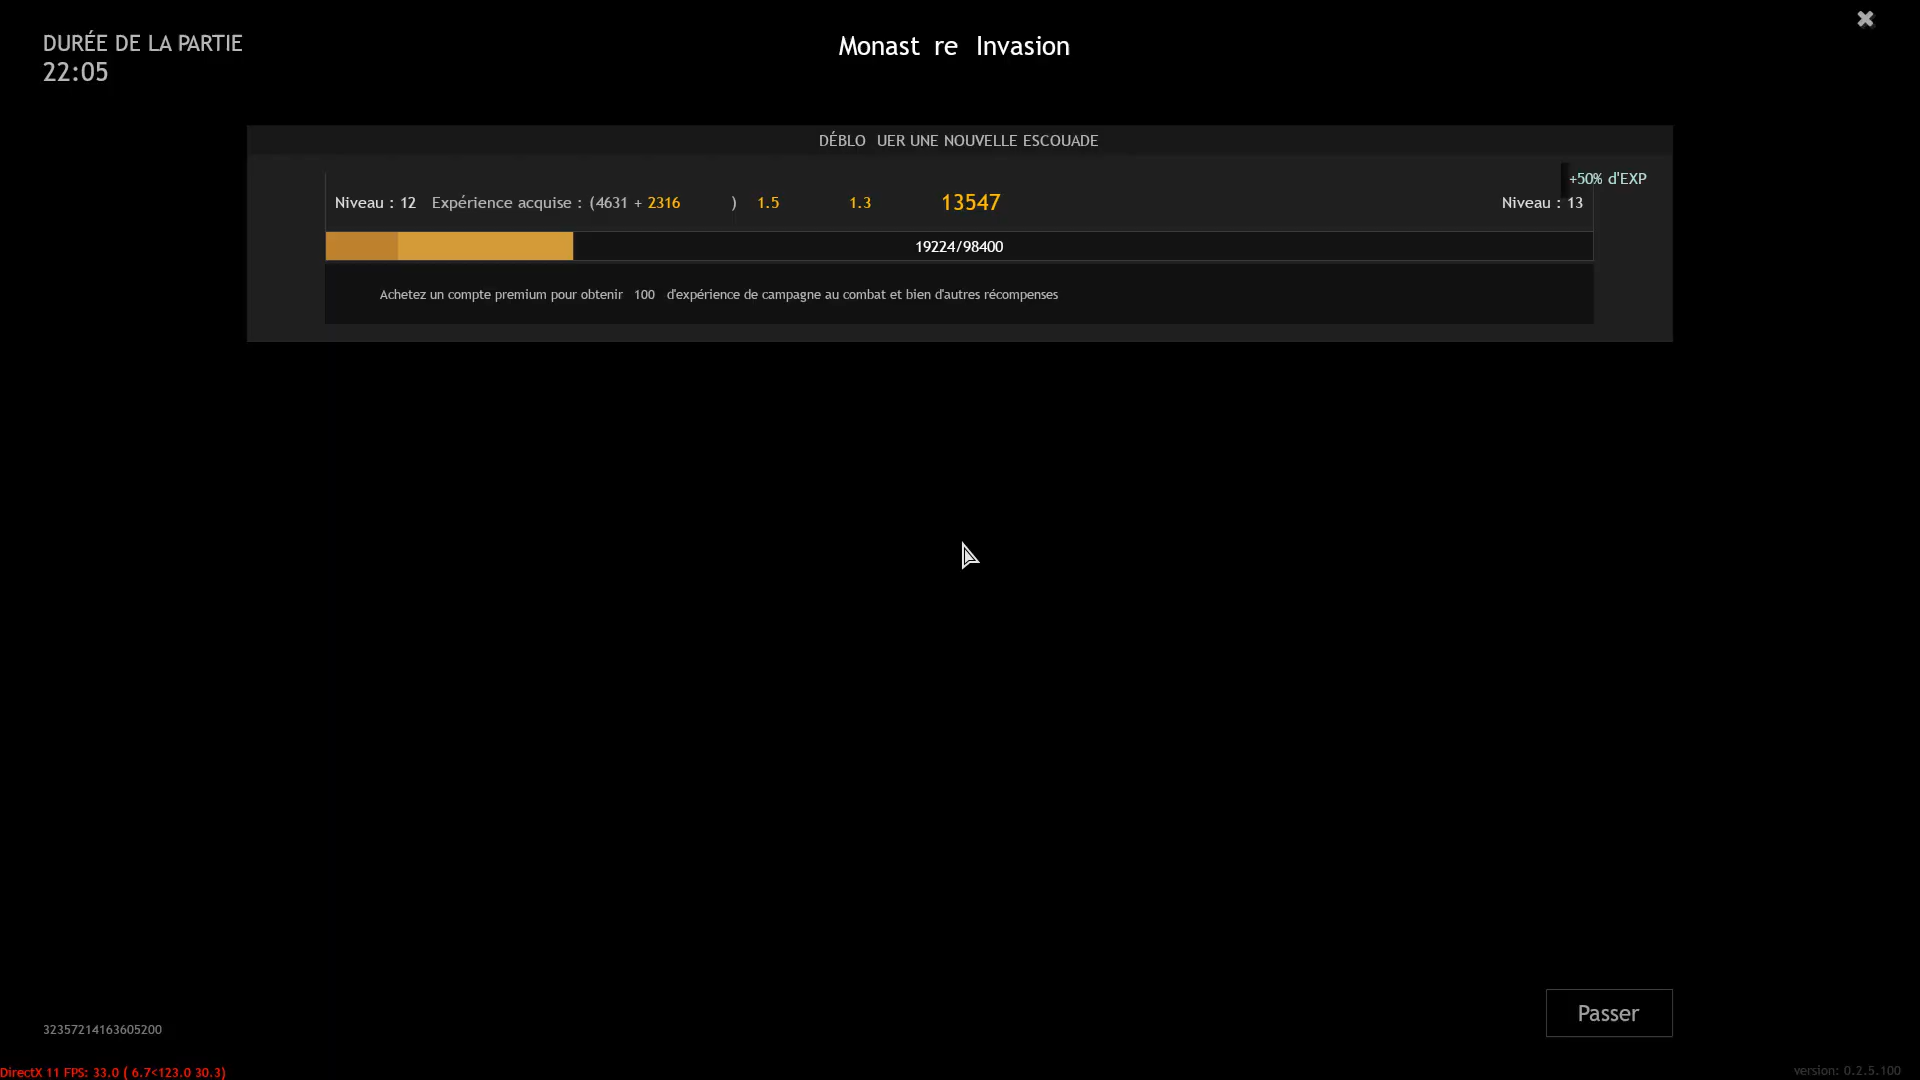 DURÉE DE LA PARTIE
22:05
Monast re Invasion
DÉBLO UER UNE NOUVELLE ESCOUADE
+50% d'EXP
Niveau : 12 Expérience acquise : (4631 + 2316 ) 1.5 1.3 13547 Niveau : 13
19224/98400
Achetez un compte premium pour obtenir 100 d'expérience de campagne au combat et bien d'autres récompenses
Passer
32357214163605200
DirectX 11 FPS: 33.0 ( 6.7<123.0 30.3)
version: 0.2.5.100